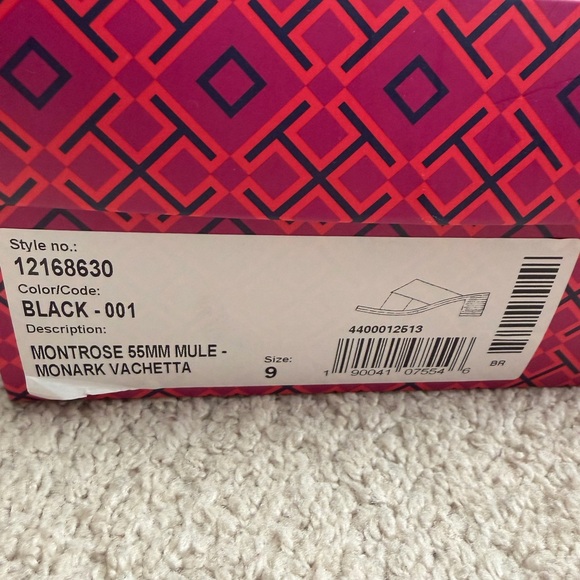 Style no.:
12168630
Color/Code:
BLACK - 001
Description:
MONTROSE 55MM MULE -
MONARK VACHETTA
Size:
9
4400012513
1 90041 07554 6
BR